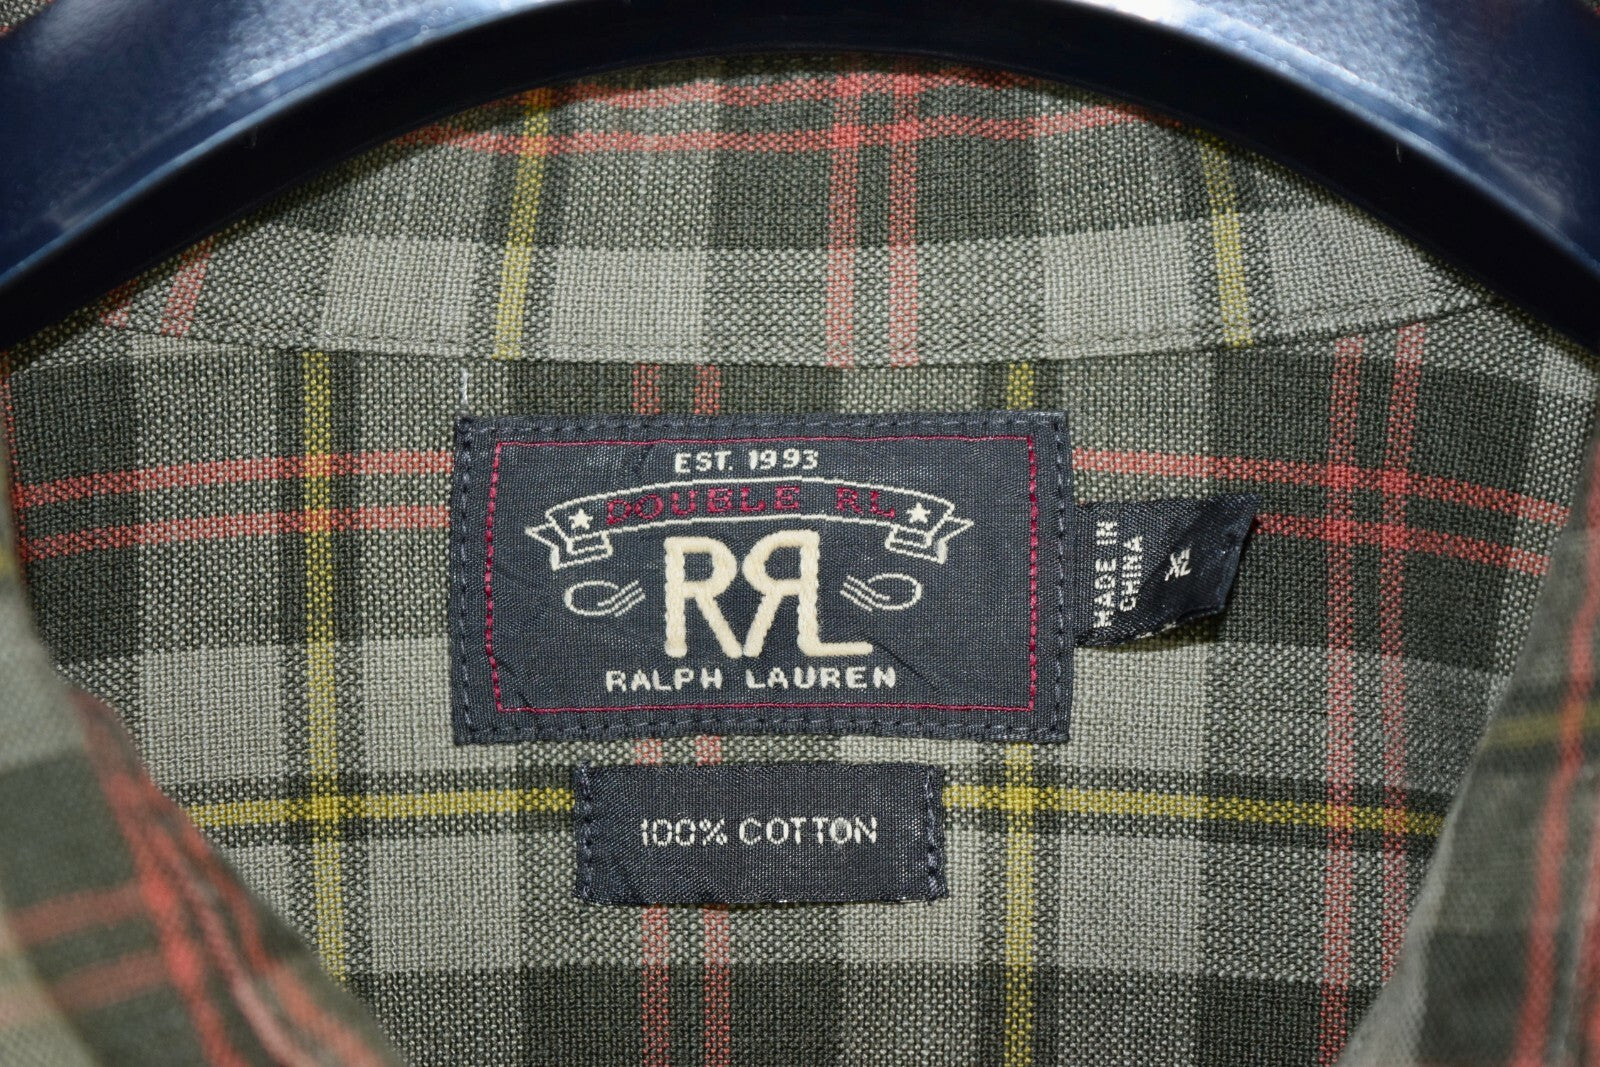 EST. 1993
DOUBLE RL
RRL
RALPH LAUREN
MADE IN
CHINA
XL
100% COTTON